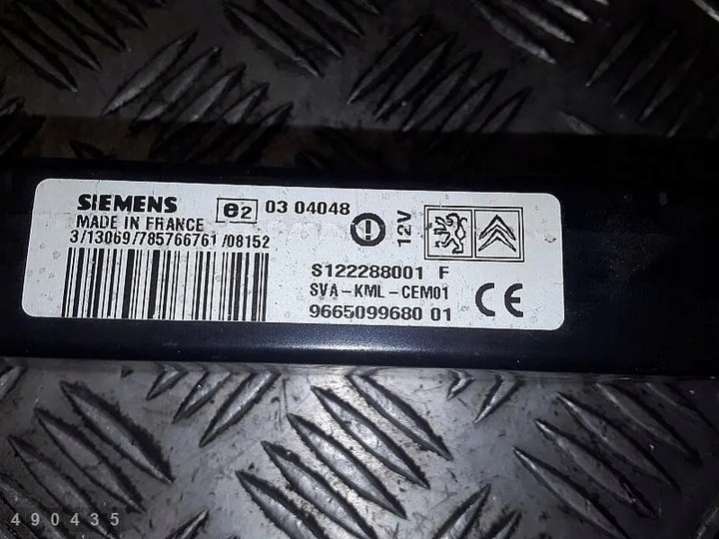 SIEMENS
MADE IN FRANCE
3/13069/785766761/08152
e2 03 04048
12V
S122288001 F
SVA-KML-CEM01
9665099680 01
CE
490435